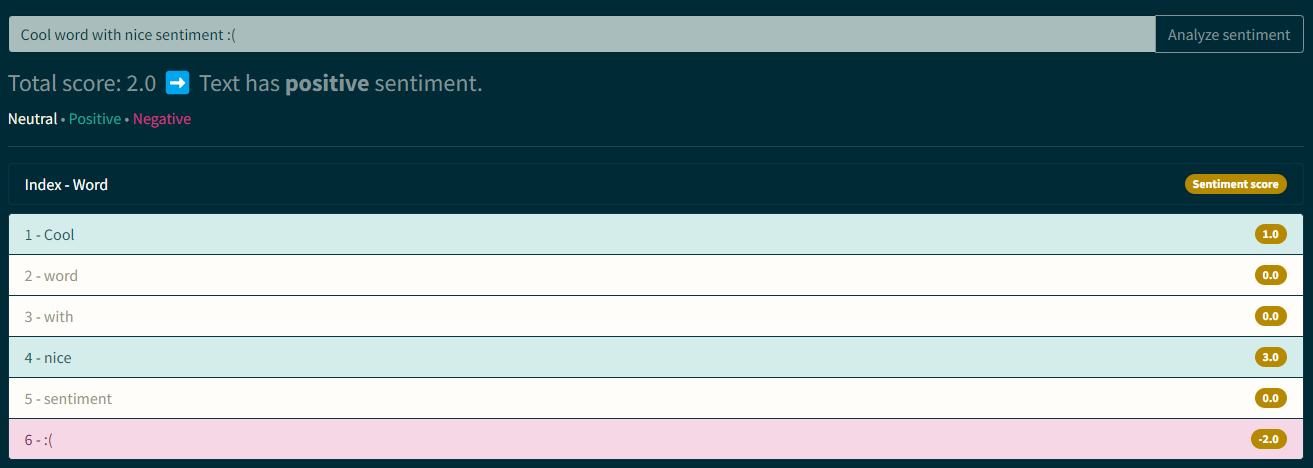 Cool word with nice sentiment :( Analyze sentiment
Total score: 2.0 ➡ Text has positive sentiment.
Neutral • Positive • Negative
Index - Word Sentiment score
1 - Cool 1.0
2 - word 0.0
3 - with 0.0
4 - nice 3.0
5 - sentiment 0.0
6 - :( -2.0